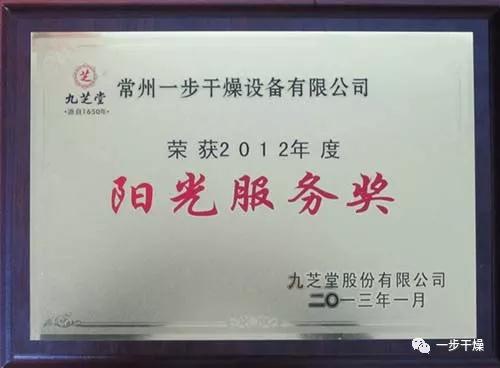 芝
九芝堂
·源自1650年·
常州一步干燥设备有限公司
荣 获2012年 度
阳光服务奖
九芝堂股份有限公司
二〇一三年一月
一步干燥